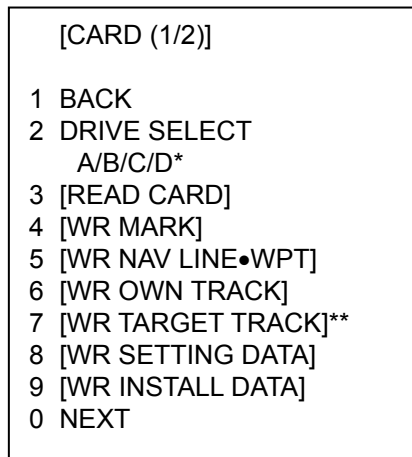 [CARD (1/2)]
1 BACK
2 DRIVE SELECT
A/B/C/D*
3 [READ CARD]
4 [WR MARK]
5 [WR NAV LINE•WPT]
6 [WR OWN TRACK]
7 [WR TARGET TRACK]**
8 [WR SETTING DATA]
9 [WR INSTALL DATA]
0 NEXT